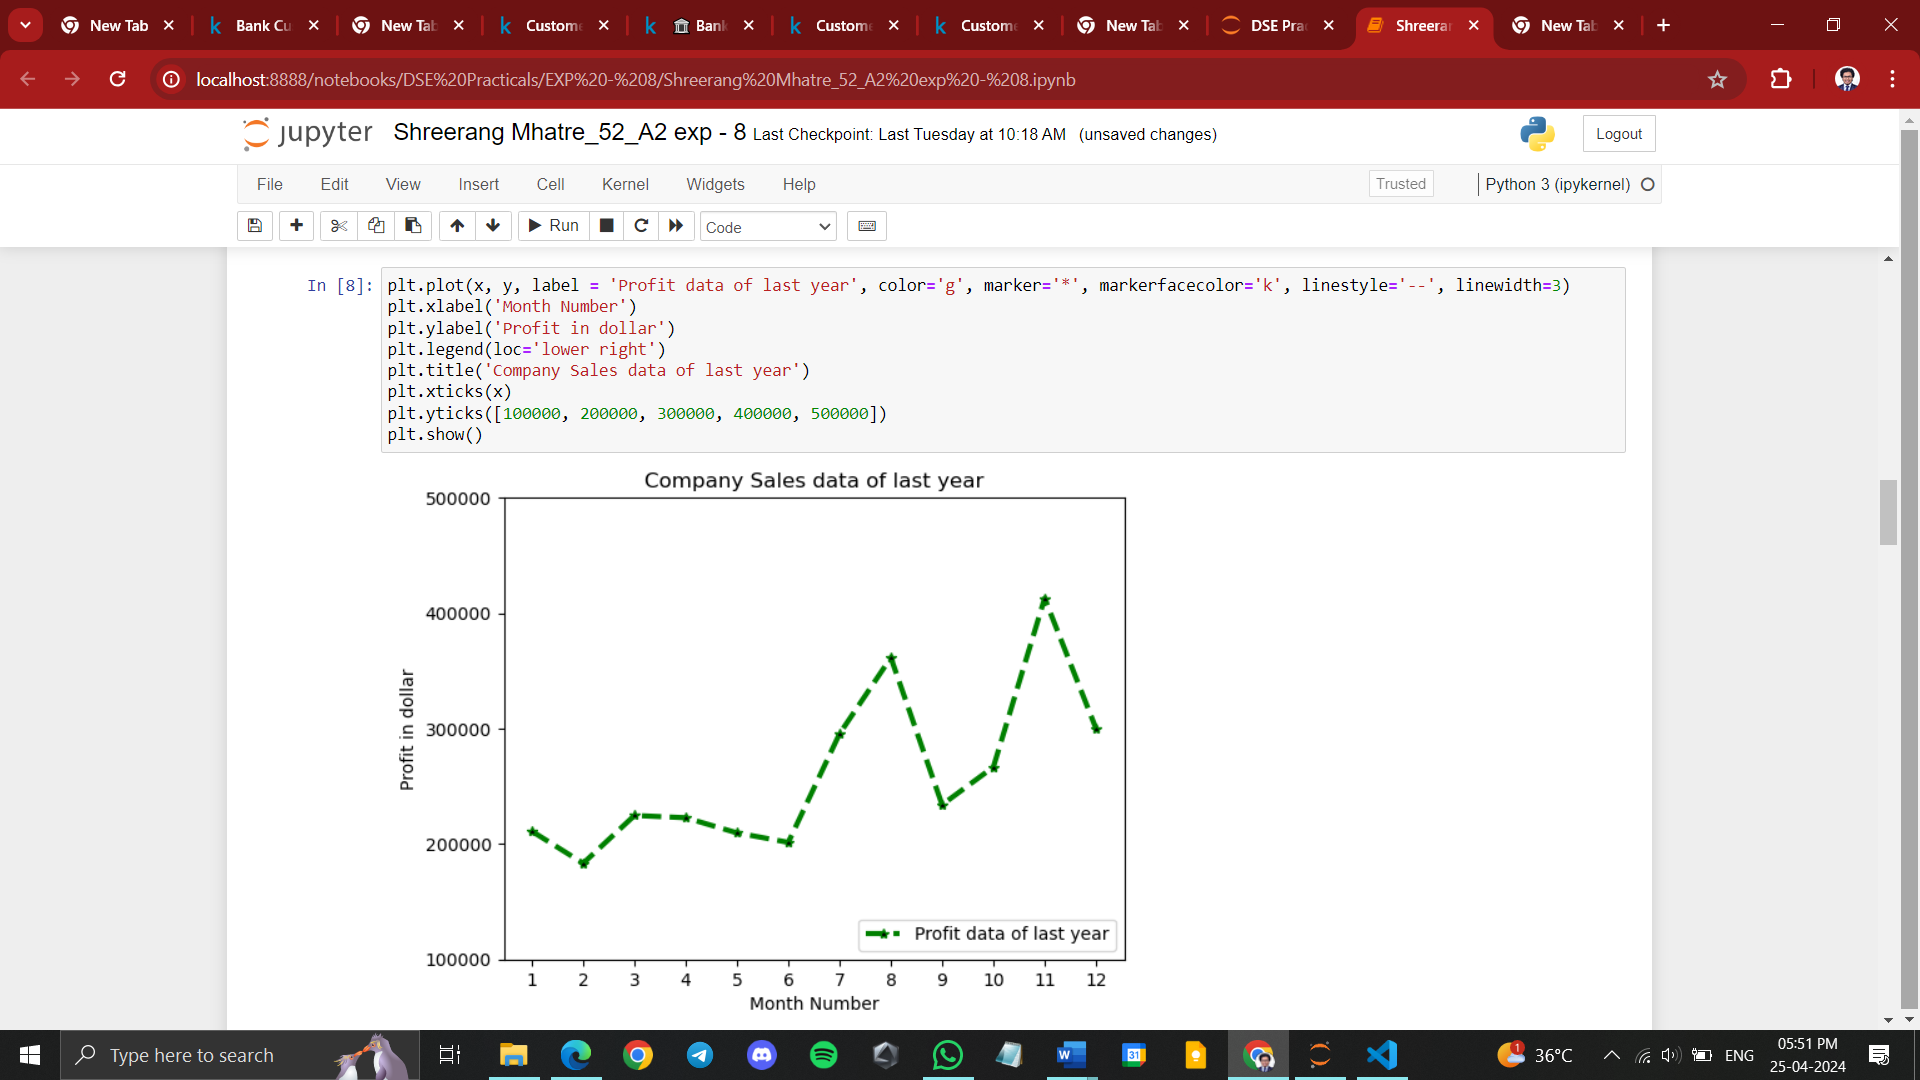 New Tab
Bank Cu
New Tab
Custome
Bank
Custome
Custome
New Tab
DSE Prac
Shreeran
New Tab
localhost:8888/notebooks/DSE%20Practicals/EXP%20-%208/Shreerang%20Mhatre_52_A2%20exp%20-%208.ipynb
jupyter Shreerang Mhatre_52_A2 exp - 8 Last Checkpoint: Last Tuesday at 10:18 AM (unsaved changes)
Logout
File Edit View Insert Cell Kernel Widgets Help
Trusted
Python 3 (ipykernel)
Run
Code
In [8]:
plt.plot(x, y, label = 'Profit data of last year', color='g', marker='*', markerfacecolor='k', linestyle='--', linewidth=3)
plt.xlabel('Month Number')
plt.ylabel('Profit in dollar')
plt.legend(loc='lower right')
plt.title('Company Sales data of last year')
plt.xticks(x)
plt.yticks([100000, 200000, 300000, 400000, 500000])
plt.show()
Company Sales data of last year
500000
400000
300000
200000
100000
Profit in dollar
Profit data of last year
1 2 3 4 5 6 7 8 9 10 11 12
Month Number
Type here to search
31
1
36°C
ENG
05:51 PM
25-04-2024